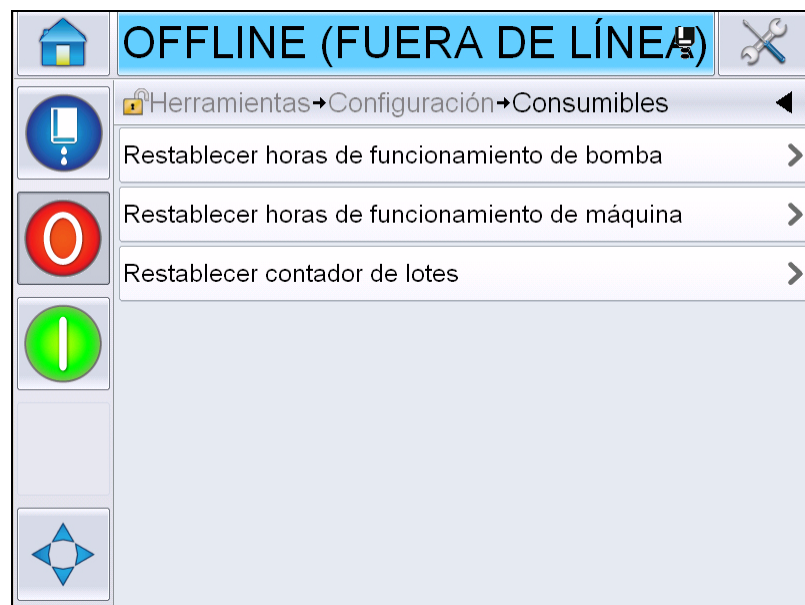 OFFLINE (FUERA DE LÍNEA)
Herramientas→Configuración→Consumibles
Restablecer horas de funcionamiento de bomba
Restablecer horas de funcionamiento de máquina
Restablecer contador de lotes